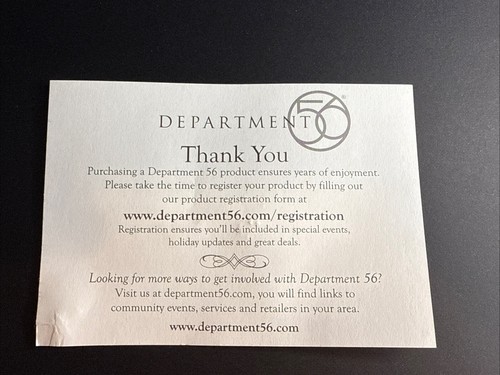 DEPARTMENT 56®
Thank You
Purchasing a Department 56 product ensures years of enjoyment.
Please take the time to register your product by filling out
our product registration form at
www.department56.com/registration
Registration ensures you'll be included in special events,
holiday updates and great deals.
Looking for more ways to get involved with Department 56?
Visit us at department56.com, you will find links to
community events, services and retailers in your area.
www.department56.com